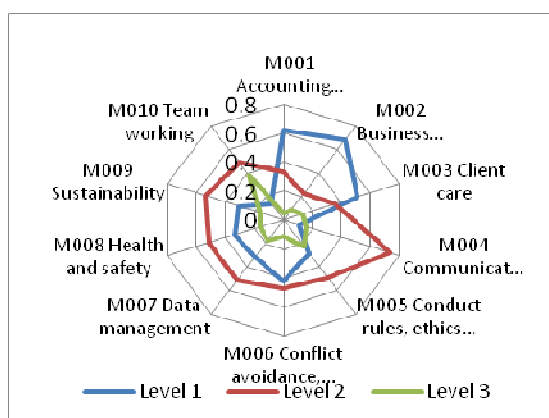 M001
Accounting...
M002
Business...
M003 Client
care
M004
Communicat...
M005 Conduct
rules, ethics...
M006 Conflict
avoidance,...
M007 Data
management
M008 Health
and safety
M009
Sustainability
M010 Team
working
0.8
0.6
0.4
0.2
0
Level 1
Level 2
Level 3